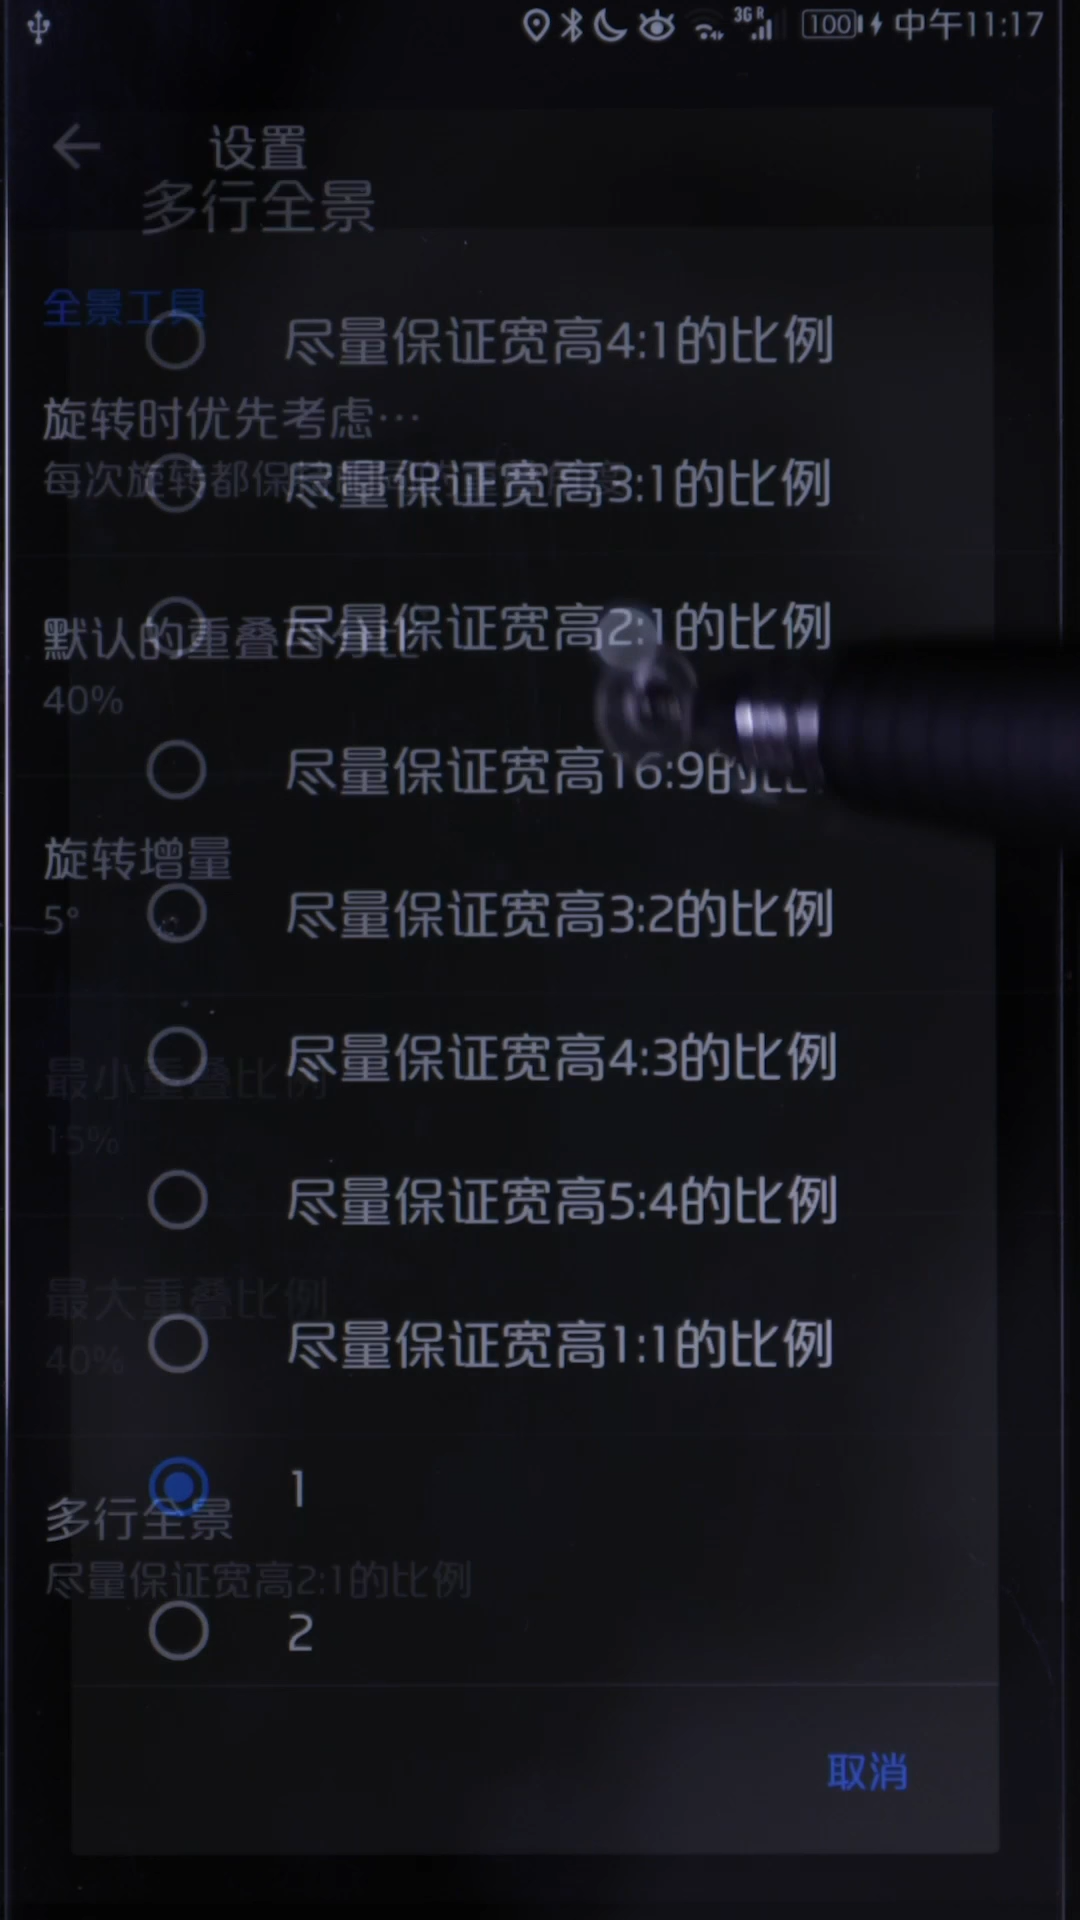 3G R 100 中午11:17
设置
多行全景
全景工具
尽量保证宽高4:1的比例
旋转时优先考虑…
尽量保证宽高3:1的比例
尽量保证宽高2:1的比例
默认的重叠百分比
40%
尽量保证宽高16:9的比
旋转增量
尽量保证宽高3:2的比例
5°
尽量保证宽高4:3的比例
最小重叠比例
15%
尽量保证宽高5:4的比例
最大重叠比例
尽量保证宽高1:1的比例
40%
1
多行全景
尽量保证宽高2:1的比例
2
取消